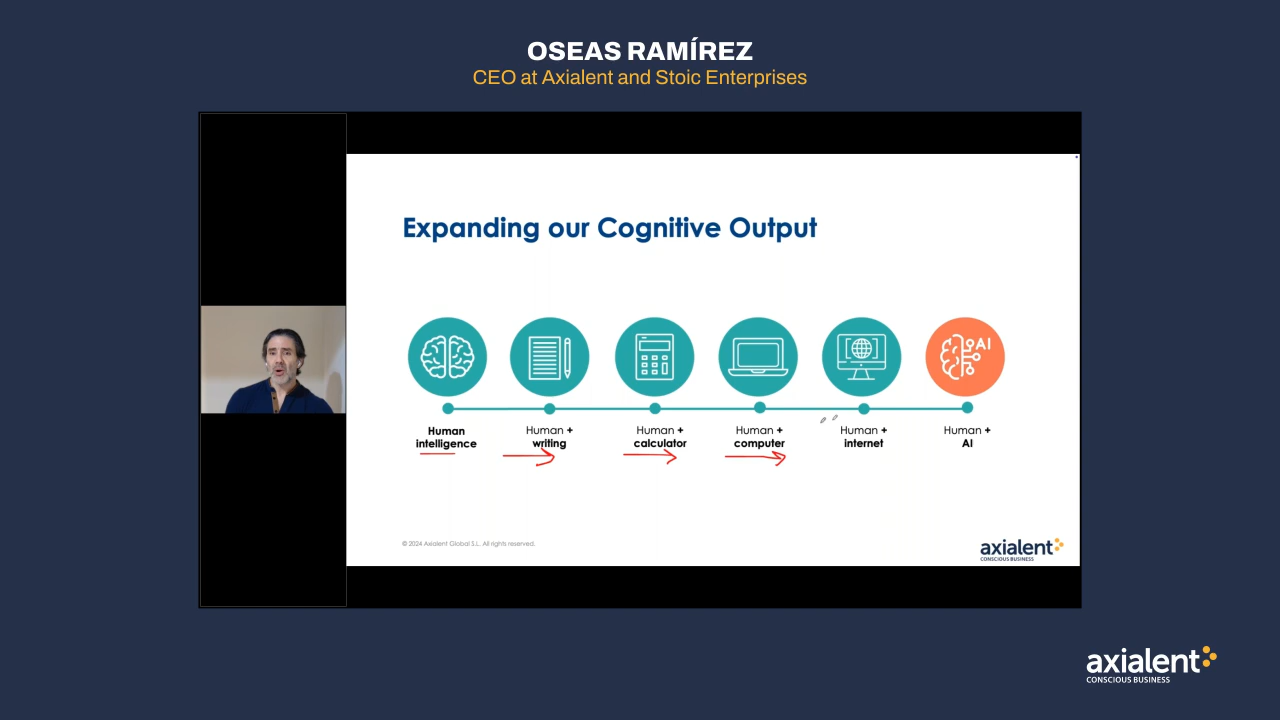 OSEAS RAMÍREZ
CEO at Axialent and Stoic Enterprises
Expanding our Cognitive Output
AI
Human
intelligence
Human +
writing
Human +
calculator
Human +
computer
Human +
internet
Human +
AI
© 2024 Axialent Global S.L. All rights reserved.
axialent
CONSCIOUS BUSINESS
axialent
CONSCIOUS BUSINESS